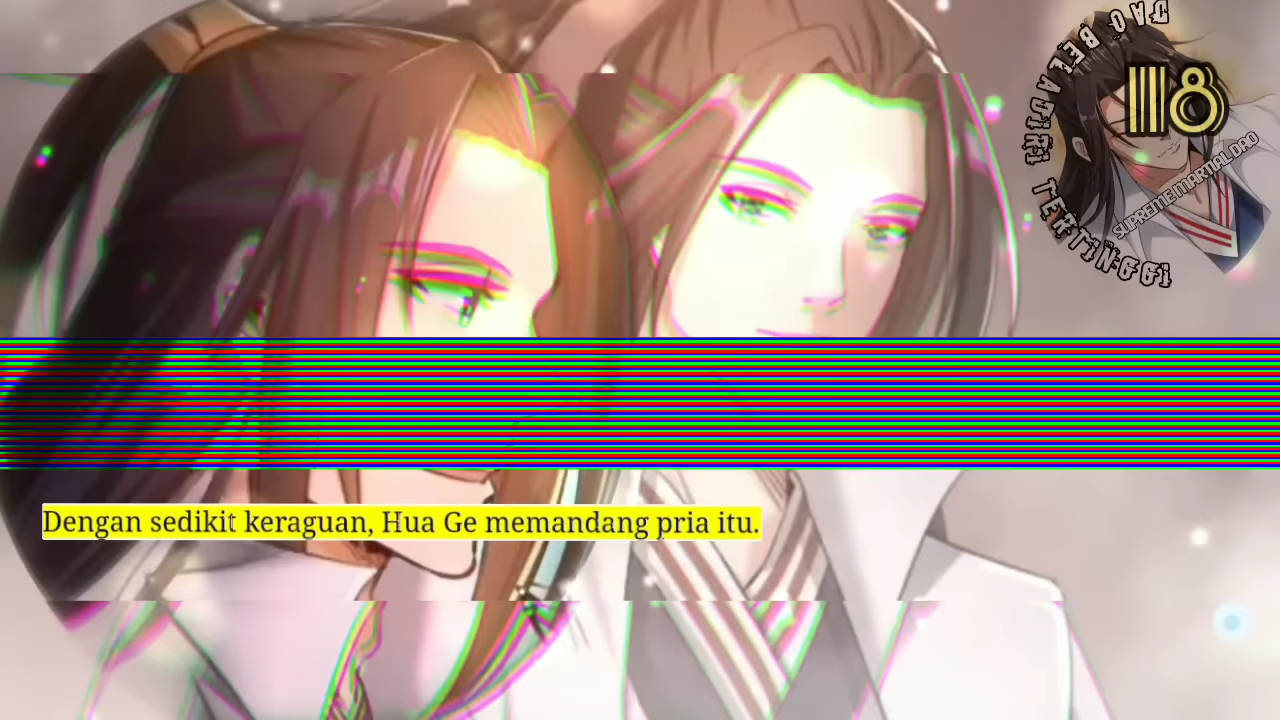 DAO BELADIRI TERTINGGI
118
SUPREME MARTIAL DAO
Dengan sedikit keraguan, Hua Ge memandang pria itu.